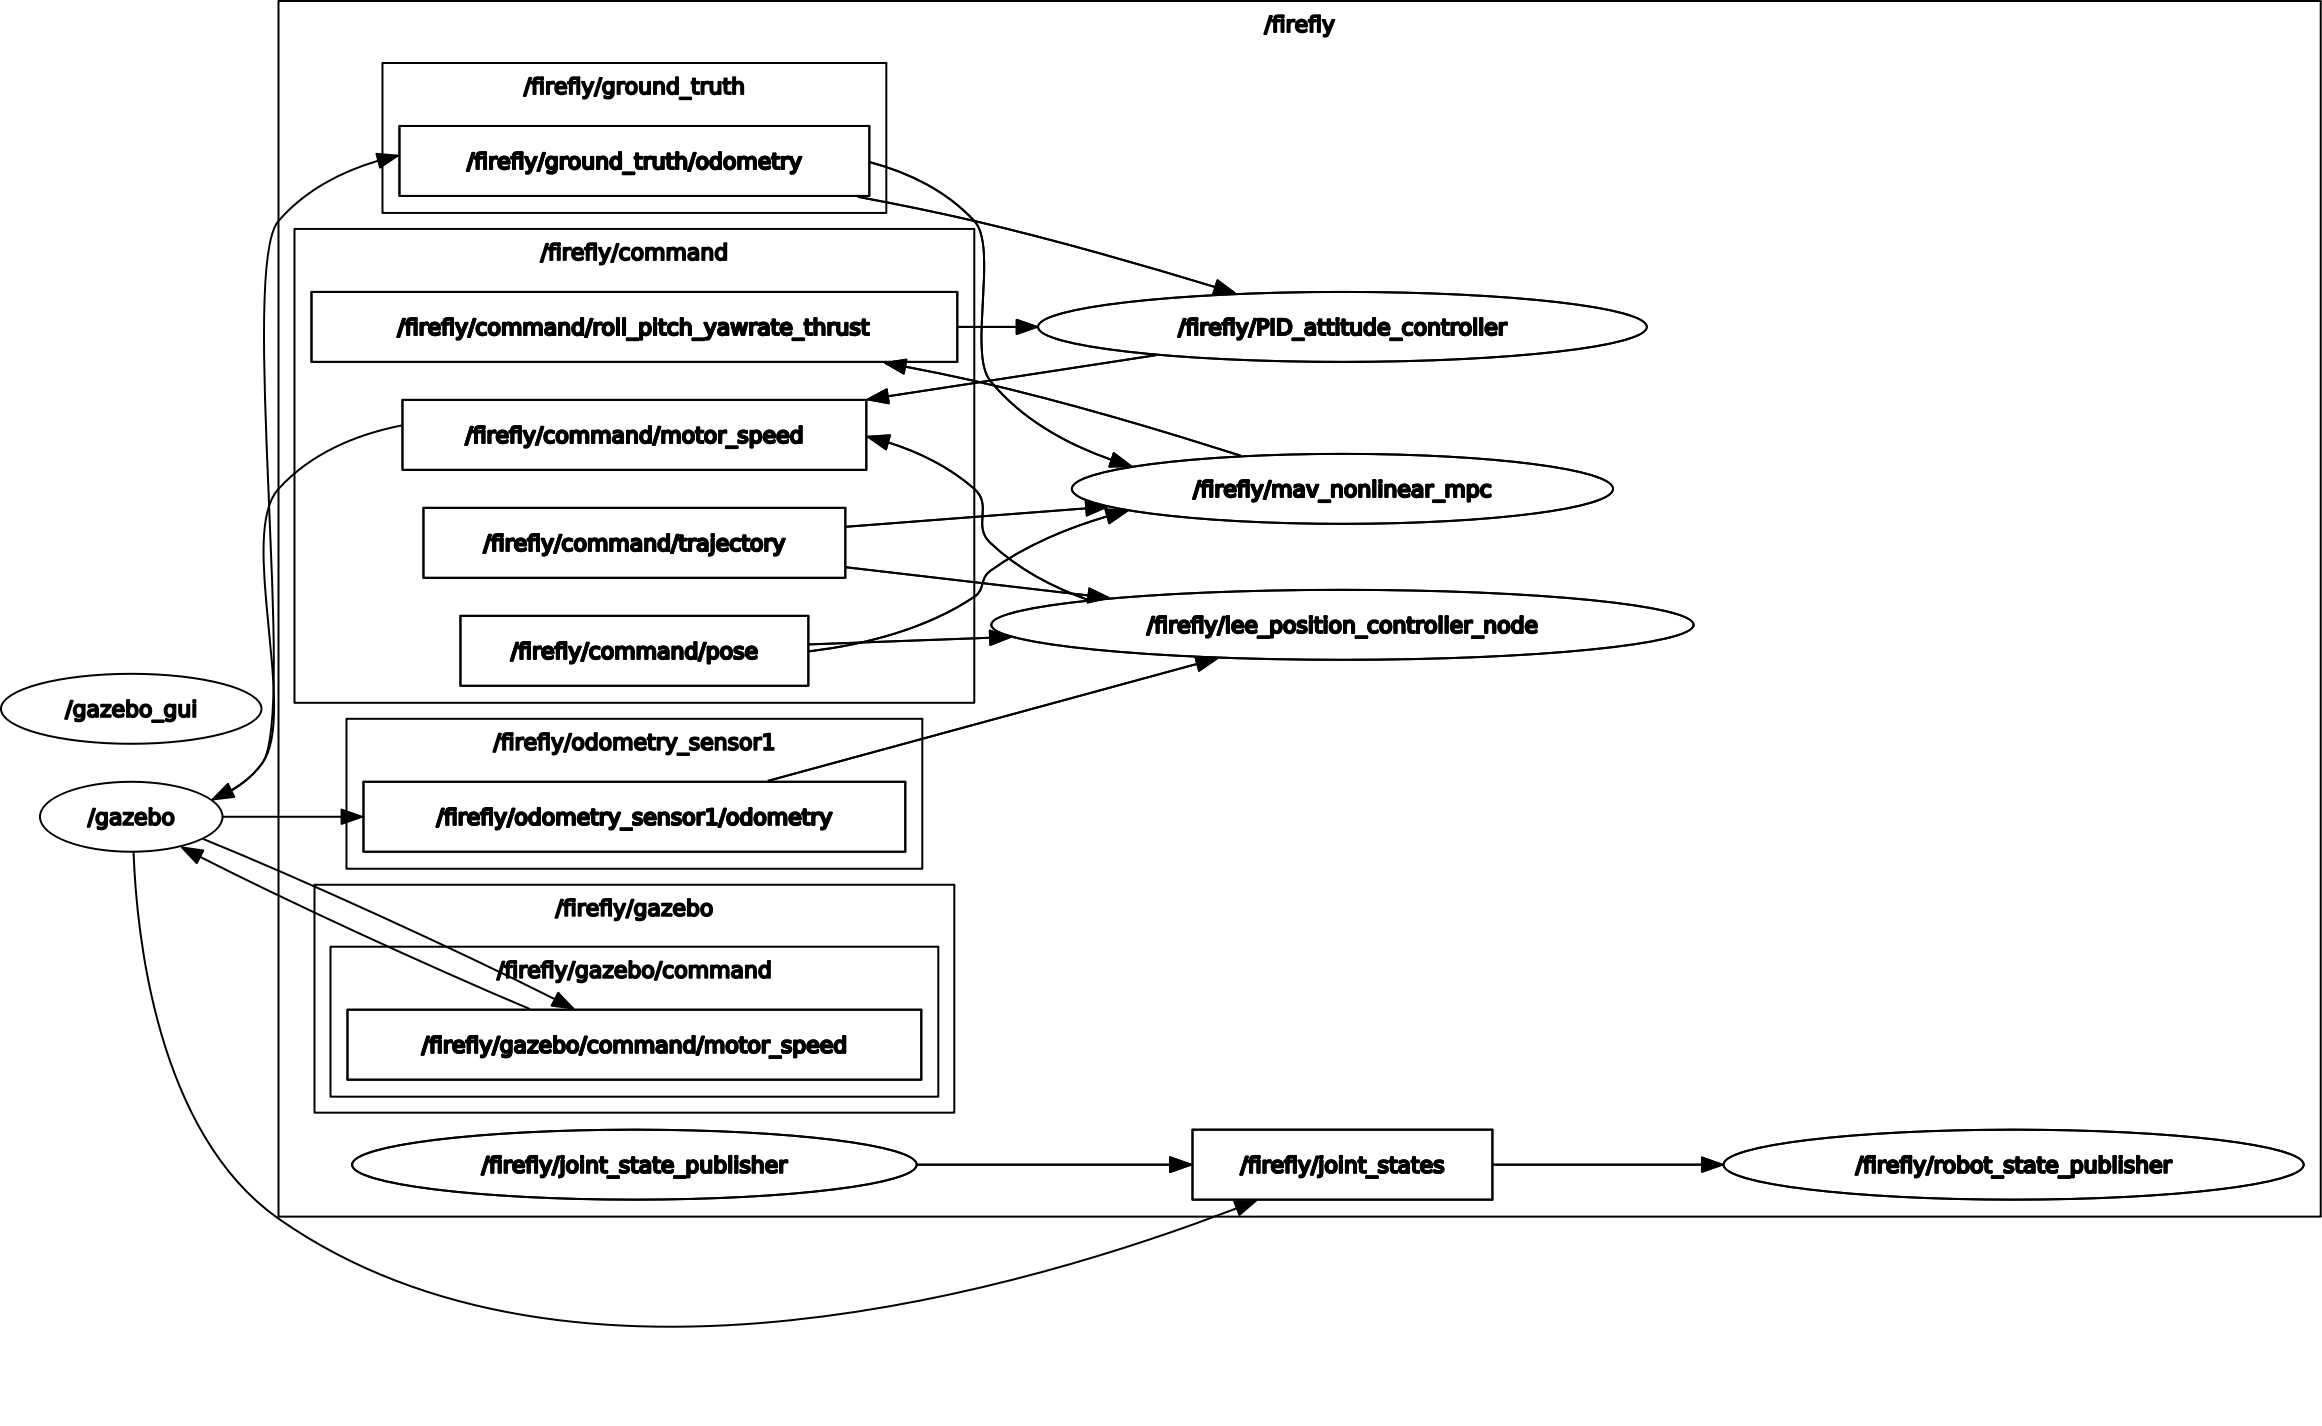 /firefly
/firefly/ground_truth
/firefly/ground_truth/odometry
/firefly/command
/firefly/command/roll_pitch_yawrate_thrust
/firefly/PID_attitude_controller
/firefly/command/motor_speed
/firefly/mav_nonlinear_mpc
/firefly/command/trajectory
/firefly/lee_position_controller_node
/firefly/command/pose
/gazebo_gui
/firefly/odometry_sensor1
/gazebo
/firefly/odometry_sensor1/odometry
/firefly/gazebo
/firefly/gazebo/command
/firefly/gazebo/command/motor_speed
/firefly/joint_state_publisher
/firefly/joint_states
/firefly/robot_state_publisher